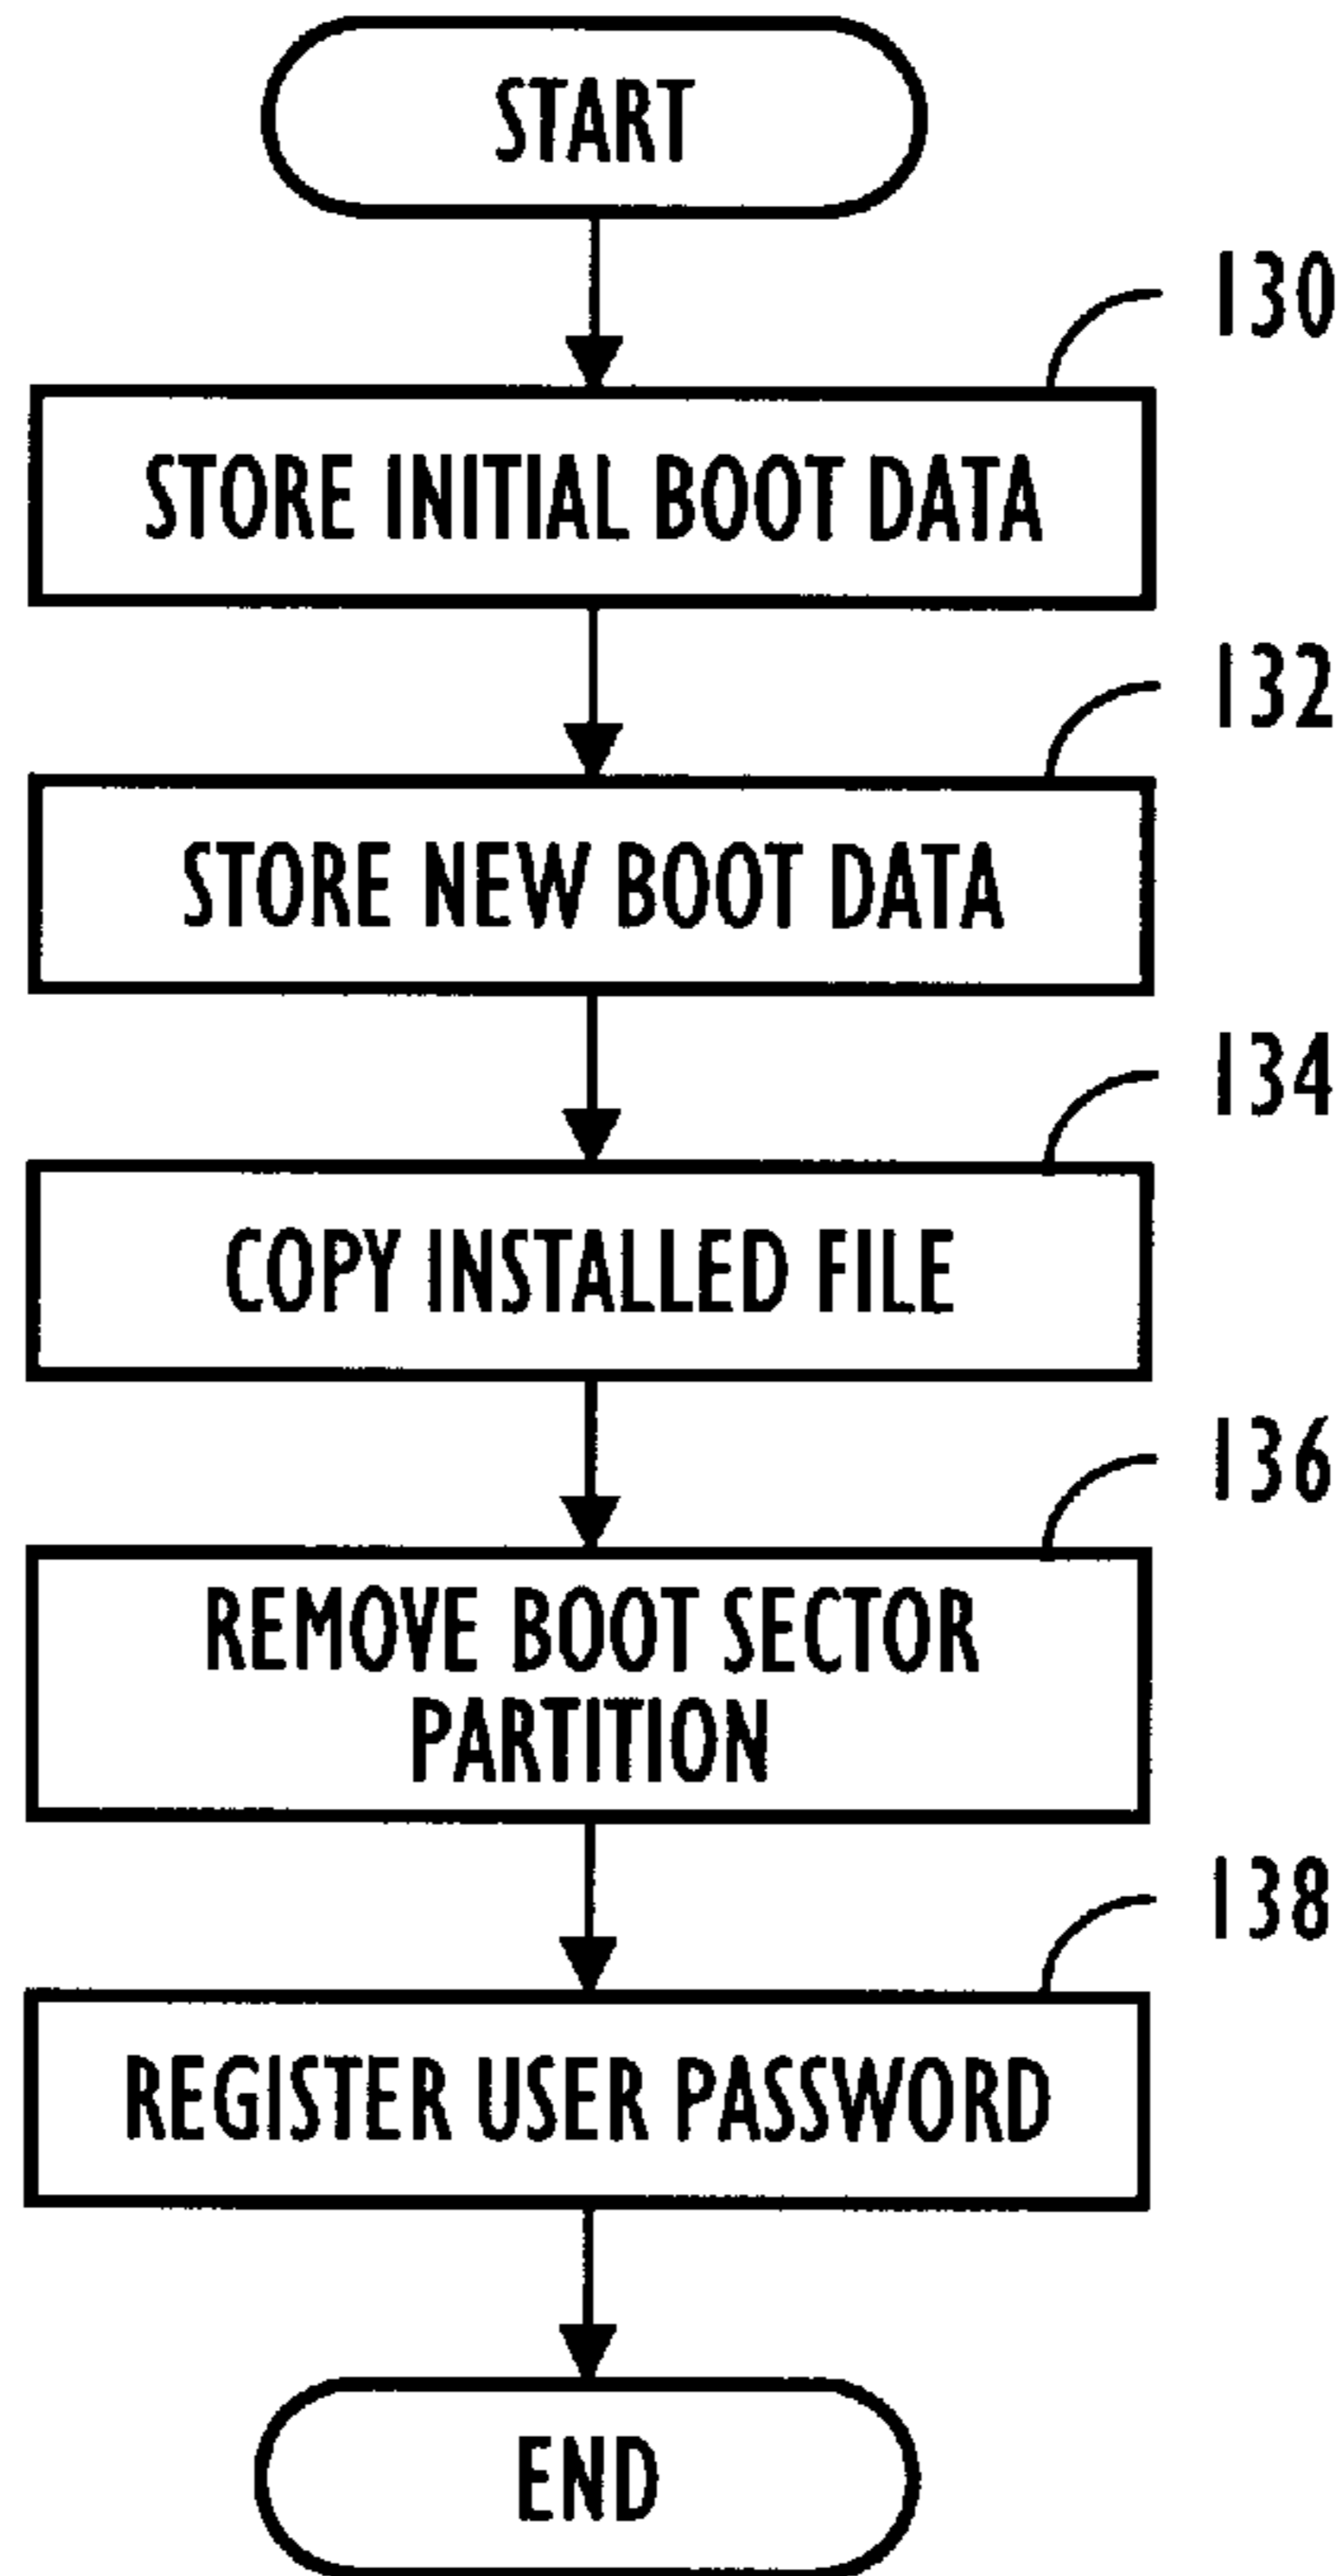 START
130
STORE INITIAL BOOT DATA
132
STORE NEW BOOT DATA
134
COPY INSTALLED FILE
136
REMOVE BOOT SECTOR
PARTITION
138
REGISTER USER PASSWORD
END